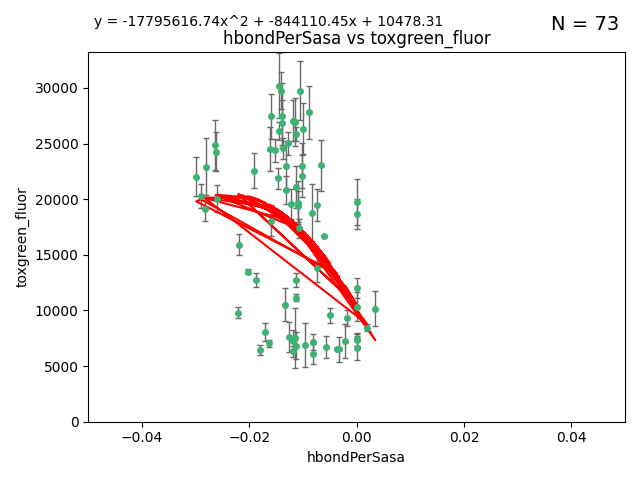 y = -17795616.74x^2 + -844110.45x + 10478.31
N = 73
hbondPerSasa vs toxgreen_fluor
30000
25000
20000
15000
10000
5000
0
toxgreen_fluor
−0.04
−0.02
0.00
0.02
0.04
hbondPerSasa